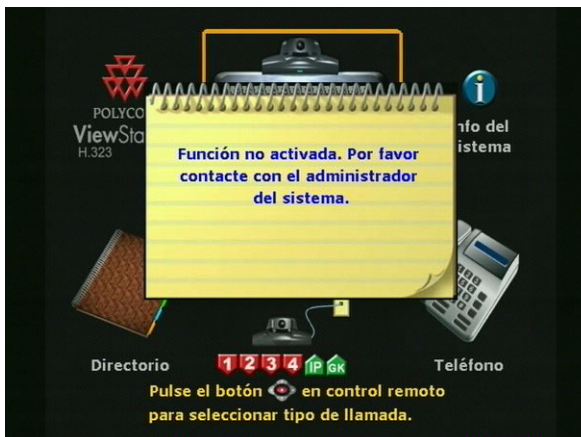 POLYCO
ViewSta
H.323
nfo del
istema
Función no activada. Por favor
contacte con el administrador
del sistema.
Directorio
1 2 3 4 IP GK
Teléfono
Pulse el botón en control remoto
para seleccionar tipo de llamada.